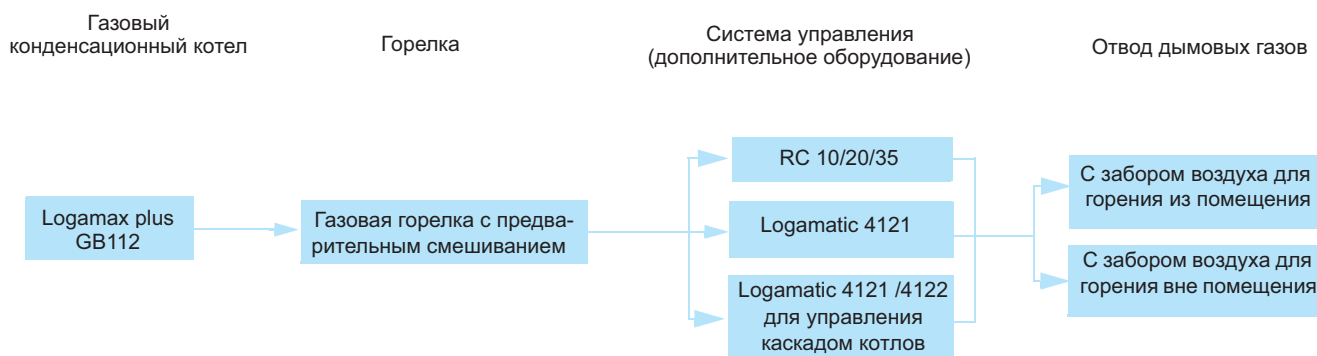 Газовый
конденсационный котел
Горелка
Система управления
(дополнительное оборудование)
Отвод дымовых газов
Logamax plus
GB112
Газовая горелка с предва-
рительным смешиванием
RC 10/20/35
Logamatic 4121
Logamatic 4121 /4122
для управления
каскадом котлов
С забором воздуха для
горения из помещения
С забором воздуха для
горения вне помещения